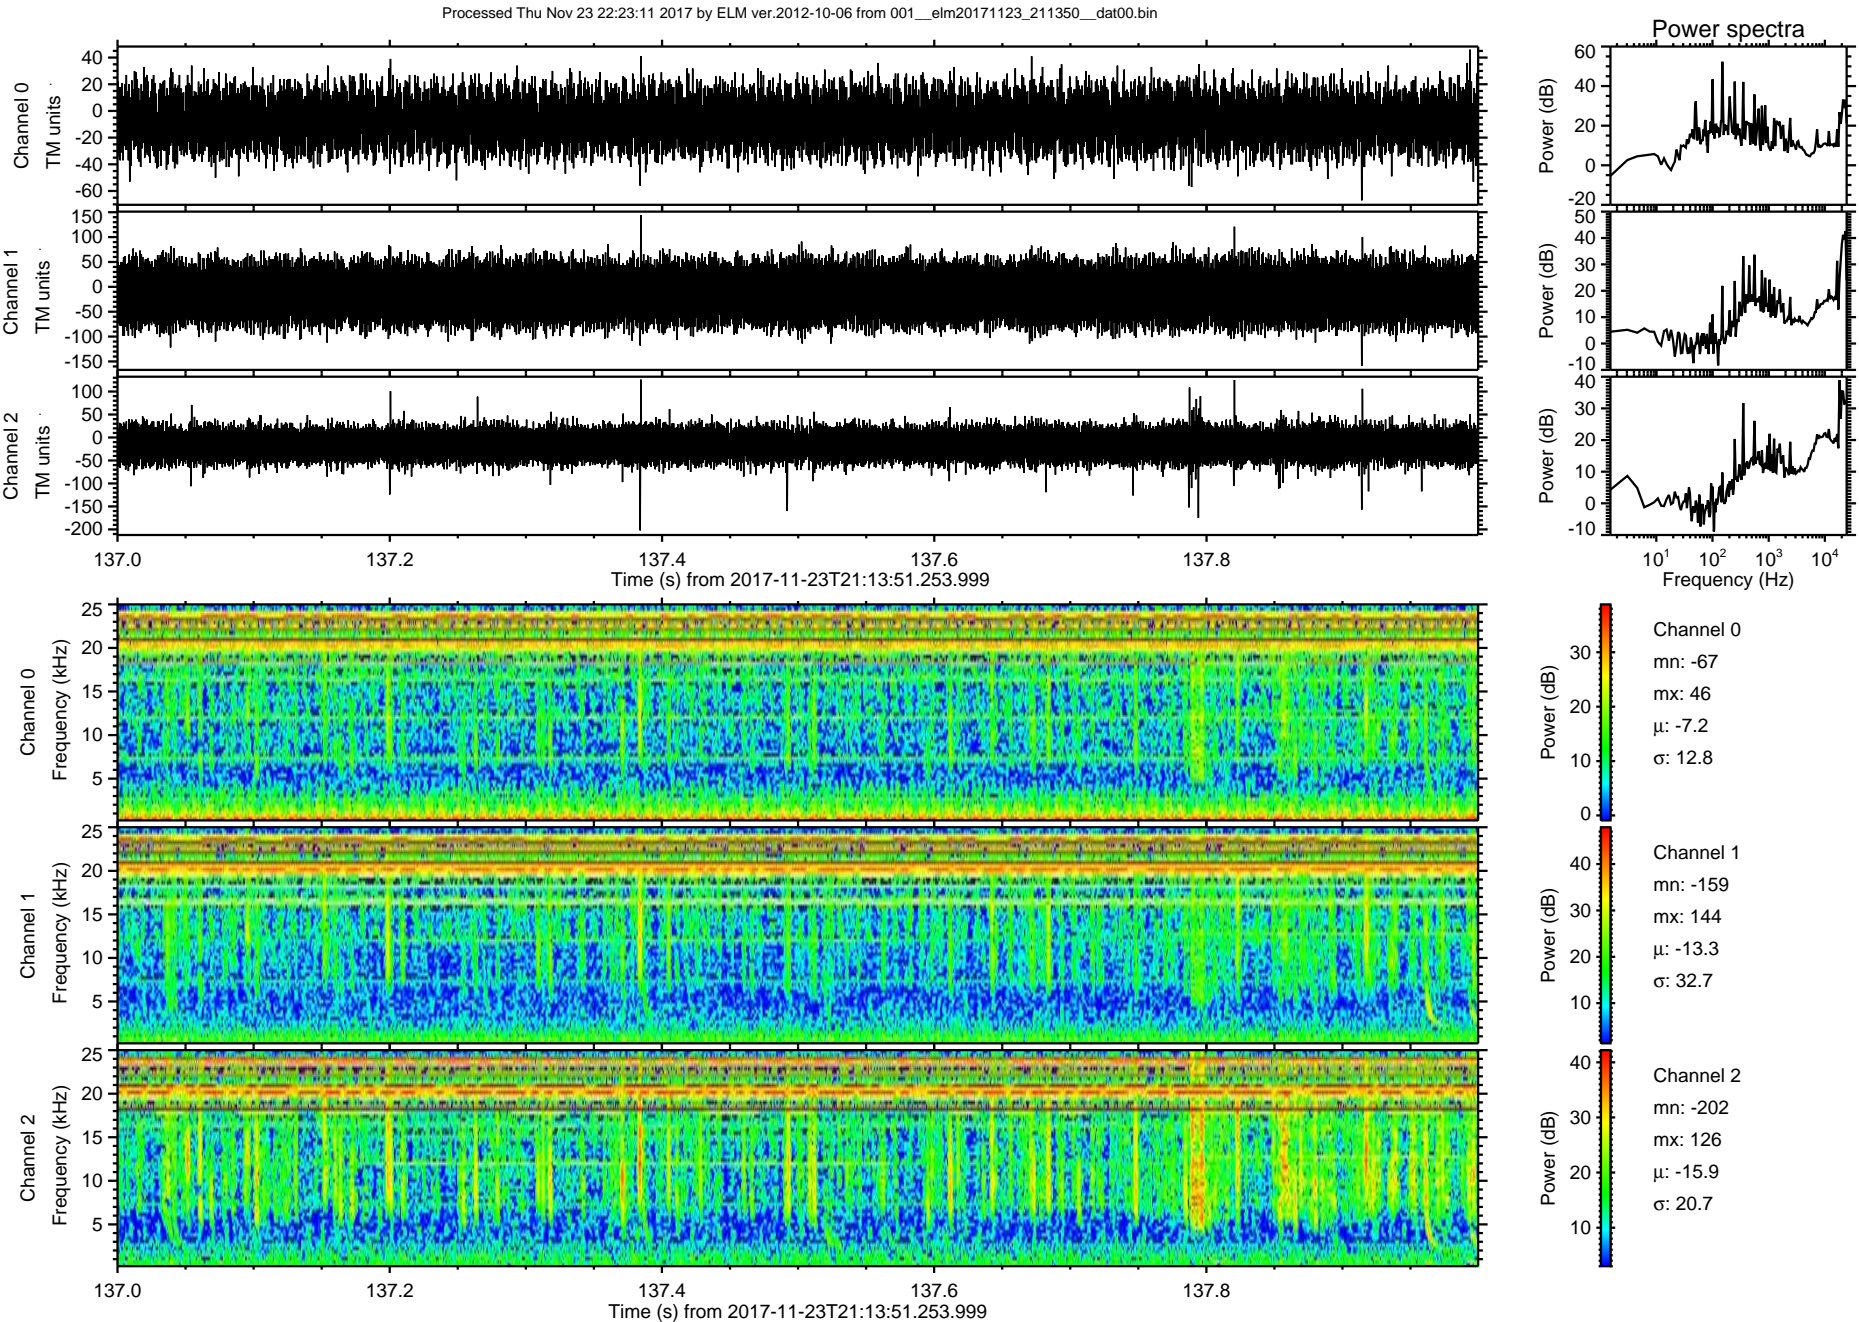 Processed Thu Nov 23 22:23:11 2017 by ELM ver.2012-10-06 from 001__elm20171123_211350__dat00.bin
Power spectra
Channel 0
TM units
40
20
0
-20
-40
-60
Power (dB)
60
40
20
0
-20
Channel 1
TM units
150
100
50
0
-50
-100
-150
Power (dB)
50
40
30
20
10
0
-10
Channel 2
TM units
100
50
0
-50
-100
-150
-200
Power (dB)
40
30
20
10
0
-10
137.0 137.2 137.4 137.6 137.8
Time (s) from 2017-11-23T21:13:51.253.999
10¹ 10² 10³ 10⁴
Frequency (Hz)
Channel 0
Frequency (kHz)
25
20
15
10
5
Power (dB)
30
20
10
0
Channel 0
mn: -67
mx: 46
μ: -7.2
σ: 12.8
Channel 1
Frequency (kHz)
25
20
15
10
5
Power (dB)
40
30
20
10
Channel 1
mn: -159
mx: 144
μ: -13.3
σ: 32.7
Channel 2
Frequency (kHz)
25
20
15
10
5
Power (dB)
40
30
20
10
Channel 2
mn: -202
mx: 126
μ: -15.9
σ: 20.7
137.0 137.2 137.4 137.6 137.8
Time (s) from 2017-11-23T21:13:51.253.999